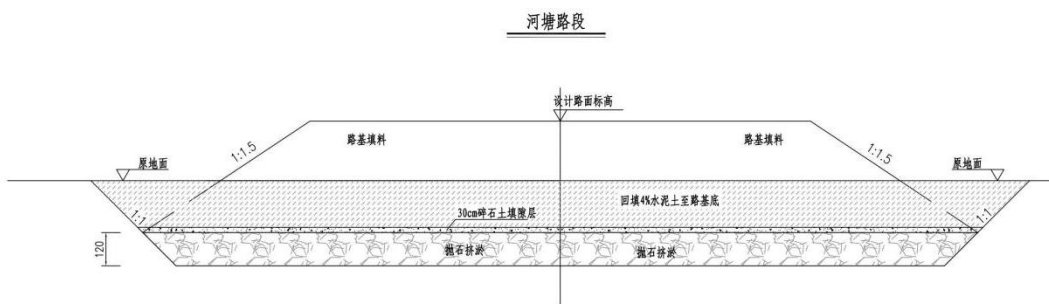 河塘路段
设计路面标高
路基填料
路基填料
1:1.5
1:1.5
原地面
原地面
回填4%水泥土至路基底
1:1
1:1
30cm碎石土填隙层
120
抛石挤淤
抛石挤淤